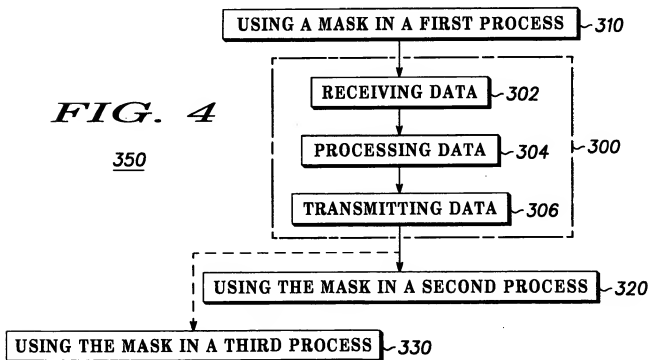 USING A MASK IN A FIRST PROCESS 310
RECEIVING DATA 302
FIG. 4
350
PROCESSING DATA 304
300
TRANSMITTING DATA 306
USING THE MASK IN A SECOND PROCESS 320
USING THE MASK IN A THIRD PROCESS 330